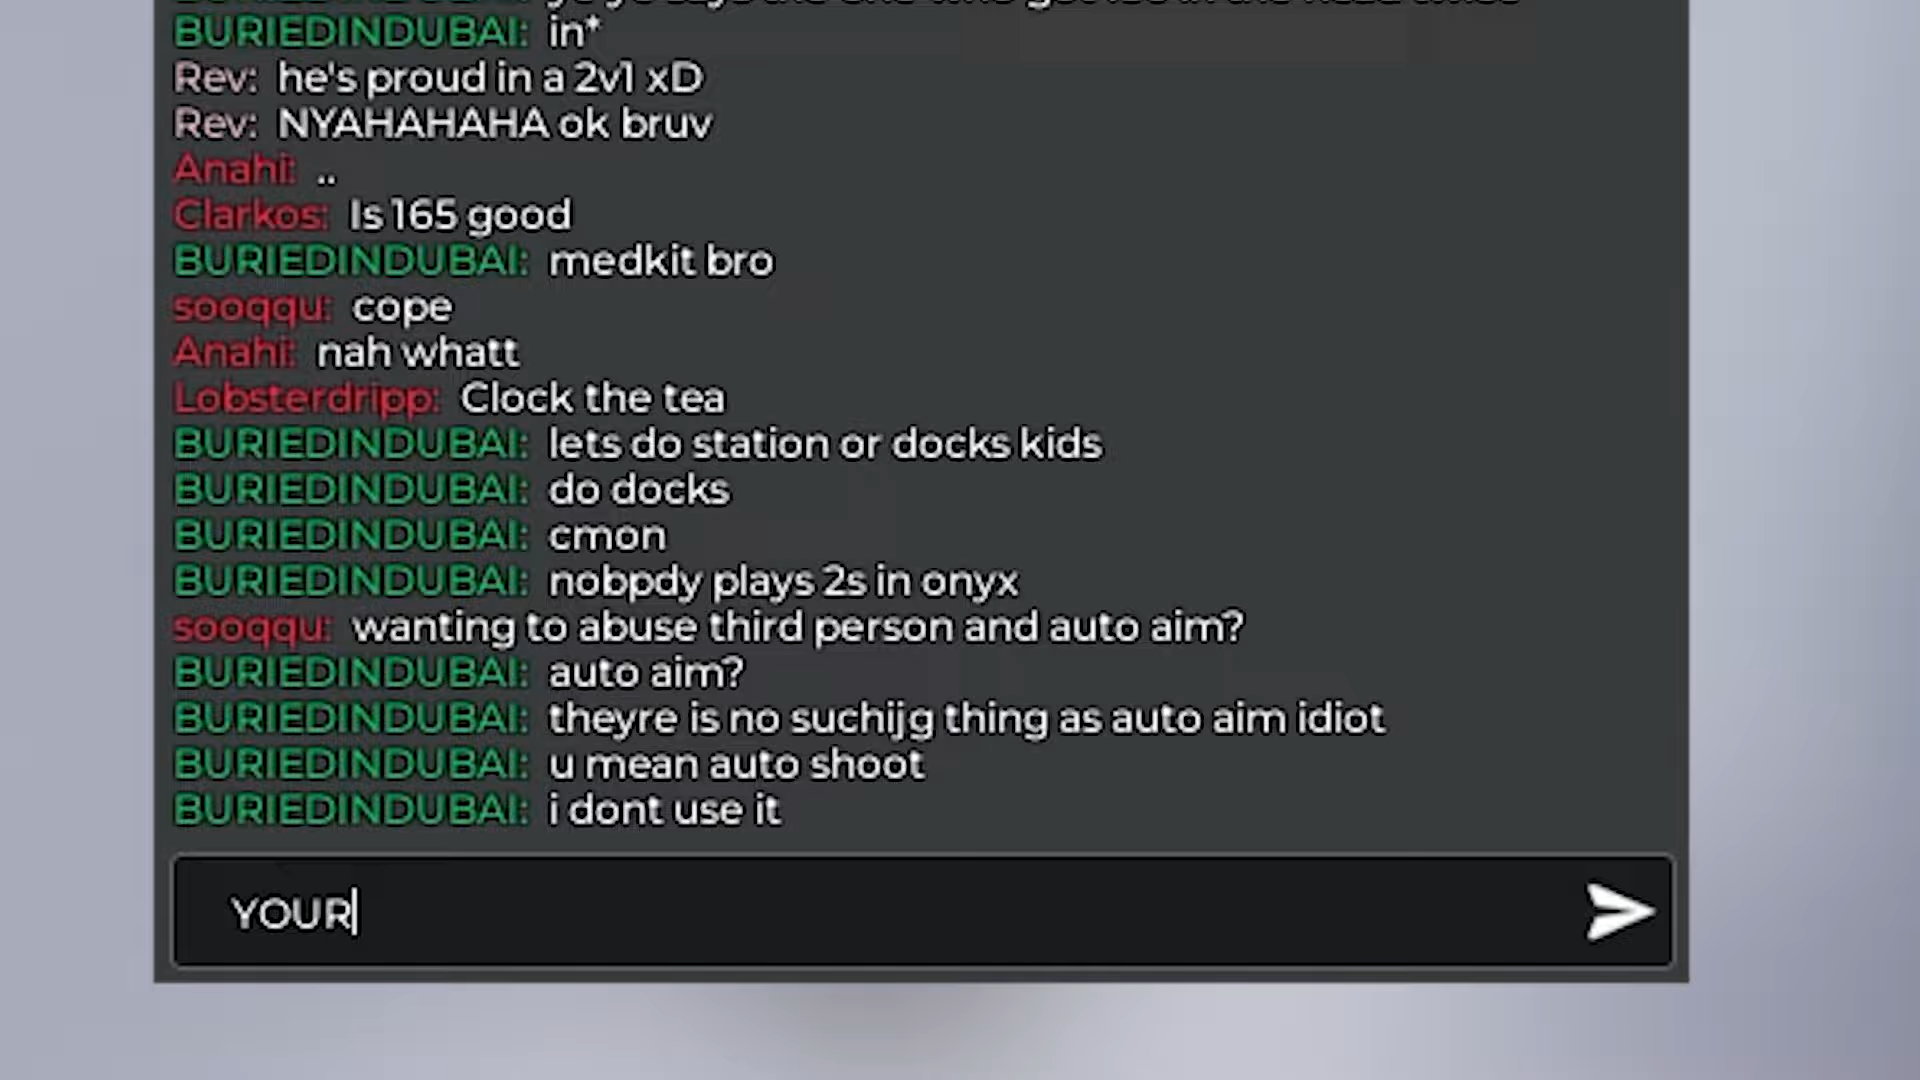 BURIEDINDUBAI: in*
Rev: he's proud in a 2v1 xD
Rev: NYAHAHAHA ok bruv
Anahi: ..
Clarkos: Is 165 good
BURIEDINDUBAI: medkit bro
sooqqu: cope
Anahi: nah whatt
Lobsterdripp: Clock the tea
BURIEDINDUBAI: lets do station or docks kids
BURIEDINDUBAI: do docks
BURIEDINDUBAI: cmon
BURIEDINDUBAI: nobpdy plays 2s in onyx
sooqqu: wanting to abuse third person and auto aim?
BURIEDINDUBAI: auto aim?
BURIEDINDUBAI: theyre is no suchijg thing as auto aim idiot
BURIEDINDUBAI: u mean auto shoot
BURIEDINDUBAI: i dont use it
YOUR